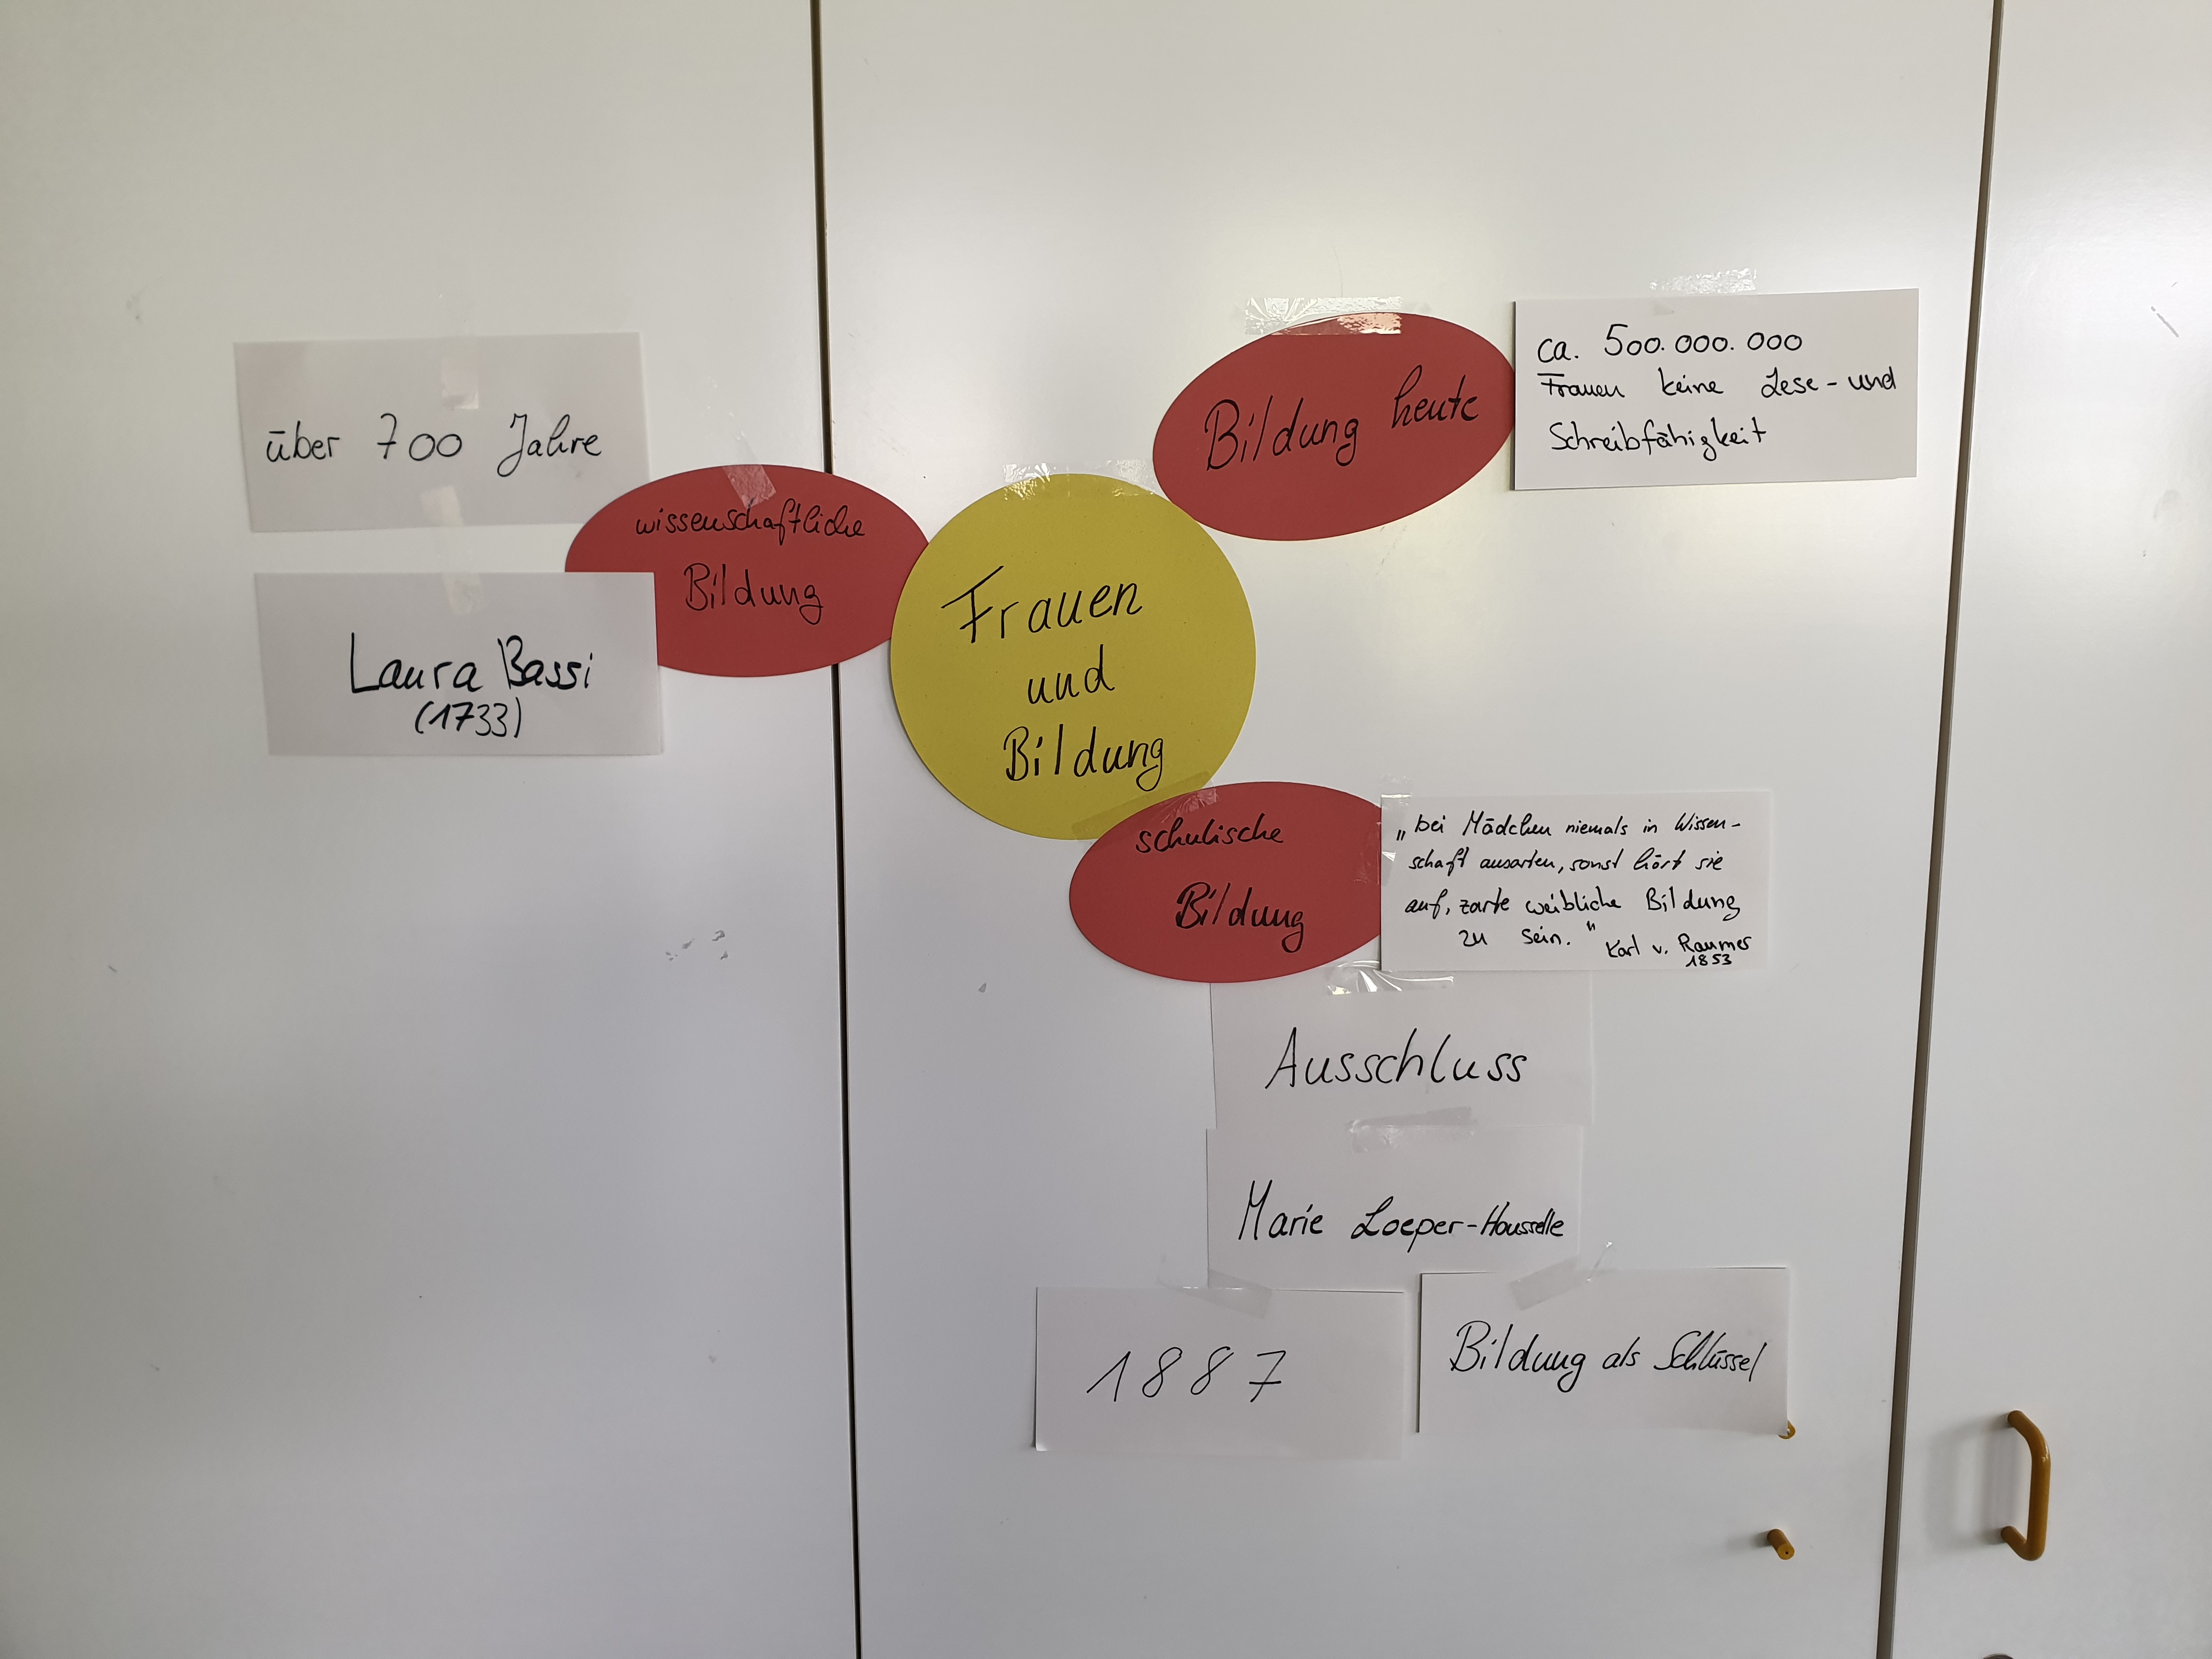 über 700 Jahre
wissenschaftliche
Bildung
Laura Bassi
(1733)
Frauen
und
Bildung
Bildung heute
ca. 500.000.000
Frauen keine Lese- und
Schreibfähigkeit
schulische
Bildung
„bei Mädchen niemals in Wissen-
schaft ausarten, sonst hört sie
auf, zarte weibliche Bildung
zu sein."
Karl v. Raumer
1853
Ausschluss
Marie Loeper-Housselle
1887
Bildung als Schlüssel